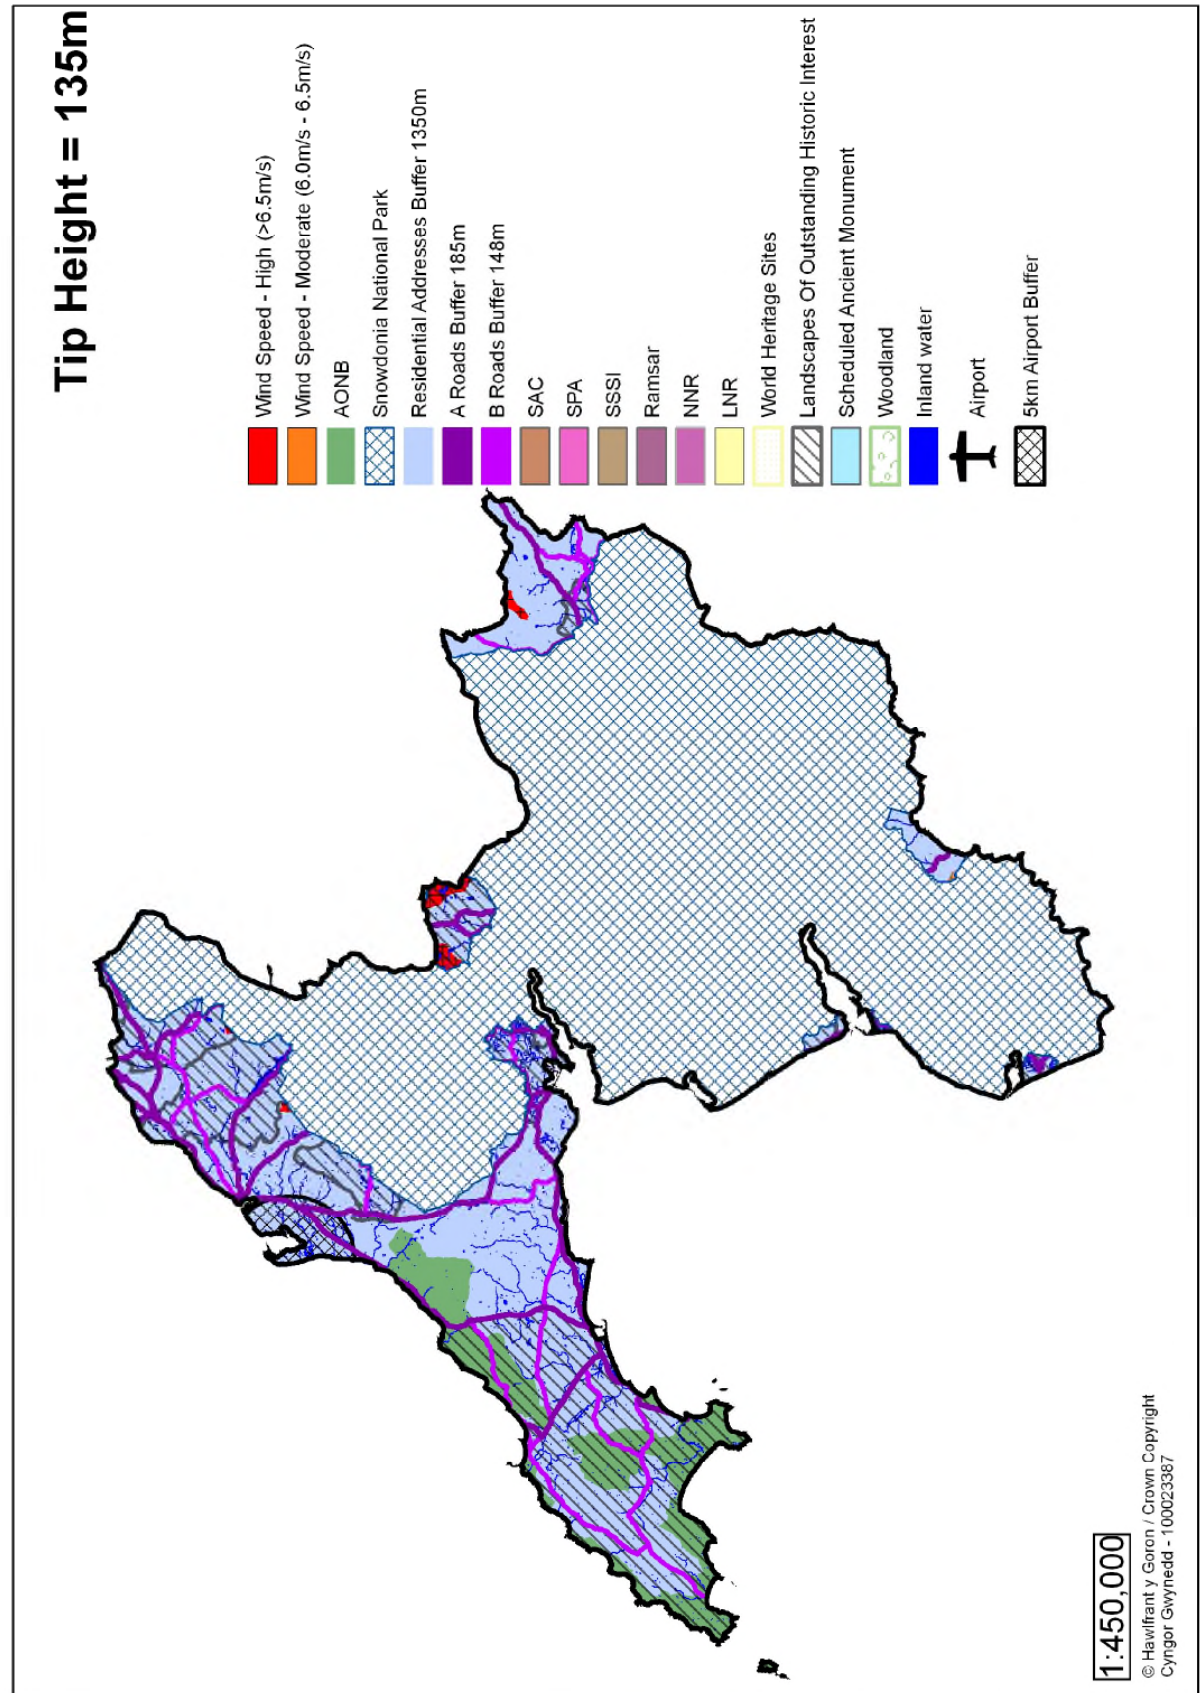 Tip Height = 135m
Wind Speed - High (>6.5m/s)
Wind Speed - Moderate (6.0m/s - 6.5m/s)
AONB
Snowdonia National Park
Residential Addresses Buffer 1350m
A Roads Buffer 185m
B Roads Buffer 148m
SAC
SPA
SSSI
Ramsar
NNR
LNR
World Heritage Sites
Landscapes Of Outstanding Historic Interest
Scheduled Ancient Monument
Woodland
Inland water
Airport
5km Airport Buffer
1:450,000
© Hawlfraint y Goron / Crown Copyright
Cyngor Gwynedd - 100023387